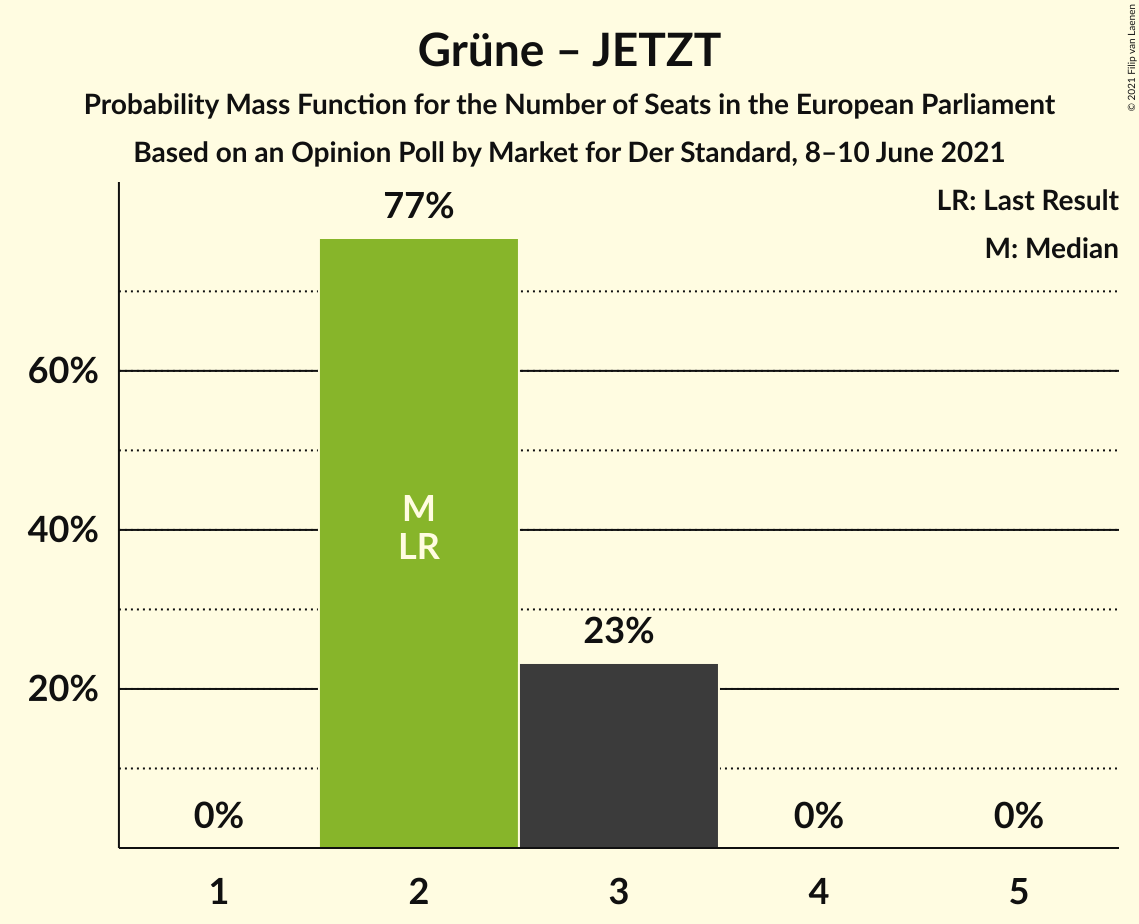 Grüne – JETZT
Probability Mass Function for the Number of Seats in the European Parliament
Based on an Opinion Poll by Market for Der Standard, 8–10 June 2021
© 2021 Filip van Laenen
LR: Last Result
M: Median
77%
60%
M
40%
LR
23%
20%
0%
0%
0%
1
2
3
4
5